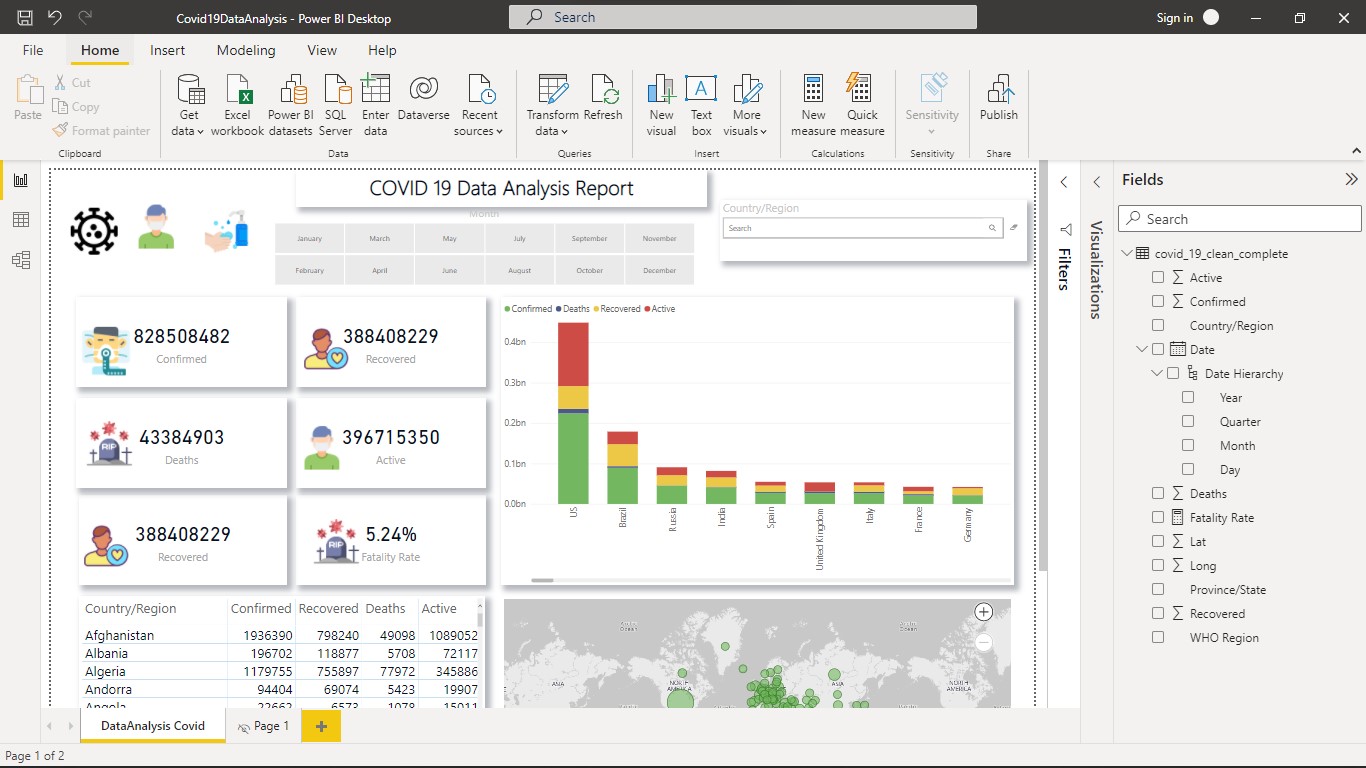 Covid19DataAnalysis - Power BI Desktop
Search
Sign in
File Home Insert Modeling View Help
Paste
Cut
Copy
Format painter
Clipboard
Get data
Excel workbook
Power BI datasets
SQL Server
Enter data
Dataverse
Recent sources
Data
Transform data
Refresh
Queries
New visual
Text box
More visuals
Insert
New measure
Quick measure
Calculations
Sensitivity
Sensitivity
Publish
Share
COVID 19 Data Analysis Report
Month
January March May July September November
February April June August October December
Country/Region
Search
828508482
Confirmed
388408229
Recovered
RIP
43384903
Deaths
396715350
Active
388408229
Recovered
RIP
5.24%
Fatality Rate
Confirmed Deaths Recovered Active
0.4bn
0.3bn
0.2bn
0.1bn
0.0bn
US
Brazil
Russia
India
Spain
United Kingdom
Italy
France
Germany
Country/Region Confirmed Recovered Deaths Active
Afghanistan 1936390 798240 49098 1089052
Albania 196702 118877 5708 72117
Algeria 1179755 755897 77972 345886
Andorra 94404 69074 5423 19907
Angola 22662 6573 1078 15011
ASIA
NORTH AMERICA
ASIA
NORTH AMERICA
Filters
Visualizations
Fields
Search
covid_19_clean_complete
Active
Confirmed
Country/Region
Date
Date Hierarchy
Year
Quarter
Month
Day
Deaths
Fatality Rate
Lat
Long
Province/State
Recovered
WHO Region
DataAnalysis Covid
Page 1
Page 1 of 2